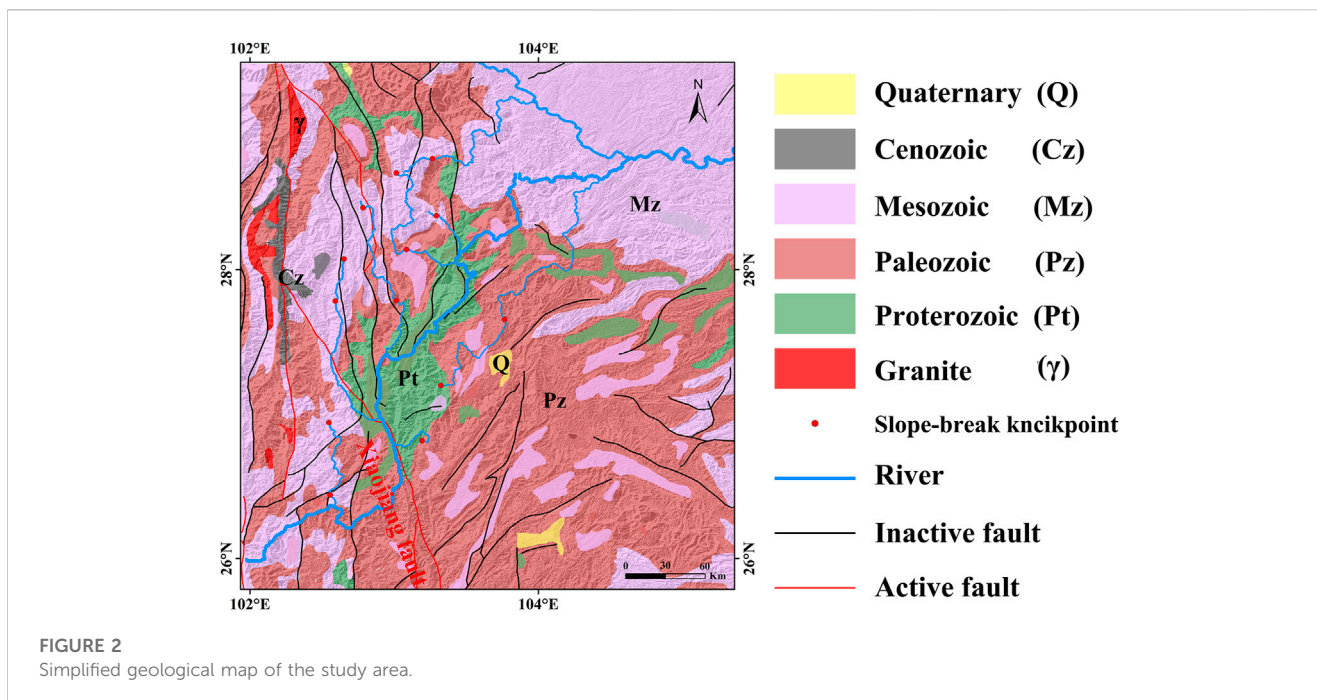 102°E
104°E
N
γ
Mz
28°N
28°N
Cz
Q
Pt
Pz
Xiaojiang fault
26°N
26°N
0 30 60
Km
102°E
104°E
Quaternary (Q)
Cenozoic (Cz)
Mesozoic (Mz)
Paleozoic (Pz)
Proterozoic (Pt)
Granite (γ)
Slope-break kncikpoint
River
Inactive fault
Active fault
FIGURE 2
Simplified geological map of the study area.